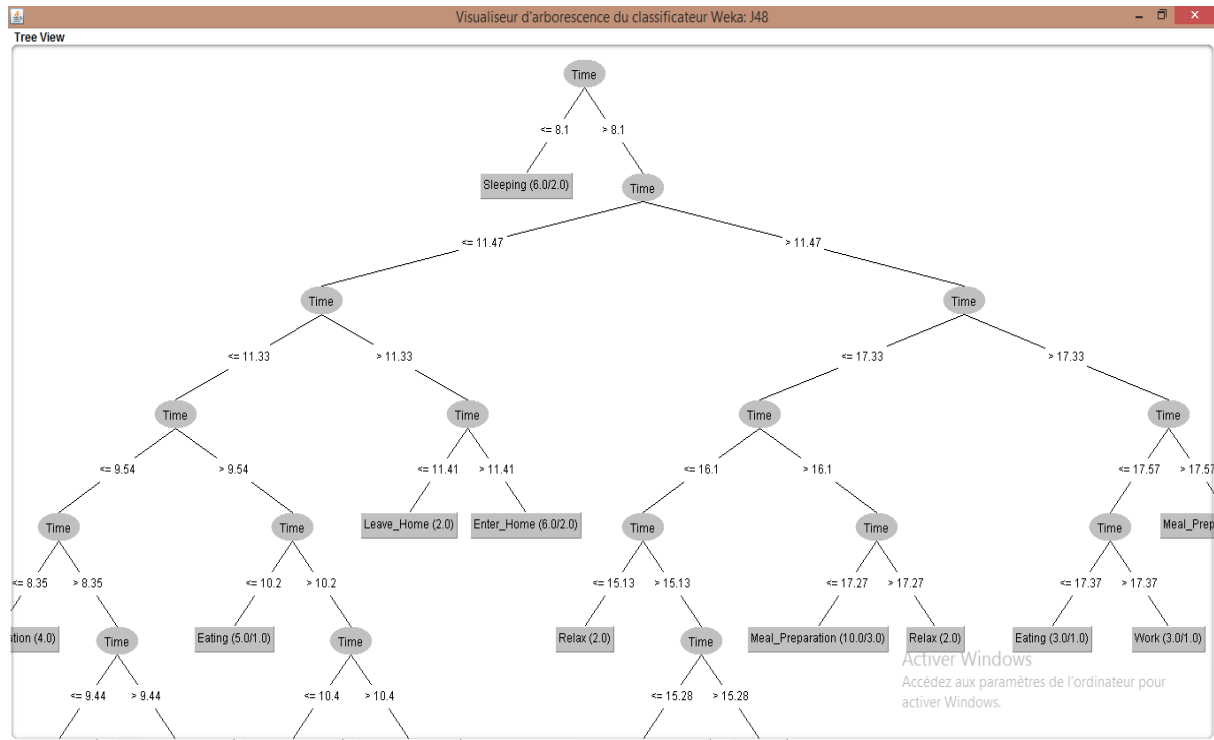 Visualiseur d'arborescence du classificateur Weka: J48
Tree View
Time
<= 8.1 > 8.1
Sleeping (6.0/2.0) Time
<= 11.47 > 11.47
Time Time
<= 11.33 > 11.33 <= 17.33 > 17.33
Time Time Time Time
<= 9.54 > 9.54 <= 11.41 > 11.41 <= 16.1 > 16.1 <= 17.57 > 17.57
Time Time Leave_Home (2.0) Enter_Home (6.0/2.0) Time Time Time Meal_Prep
<= 8.35 > 8.35 <= 10.2 > 10.2 <= 15.13 > 15.13 <= 17.27 > 17.27 <= 17.37 > 17.37
tion (4.0) Time Eating (5.0/1.0) Time Relax (2.0) Time Meal_Preparation (10.0/3.0) Relax (2.0) Eating (3.0/1.0) Work (3.0/1.0)
Activer Windows
Accédez aux paramètres de l'ordinateur pour
activer Windows.
<= 9.44 > 9.44 <= 10.4 > 10.4 <= 15.28 > 15.28